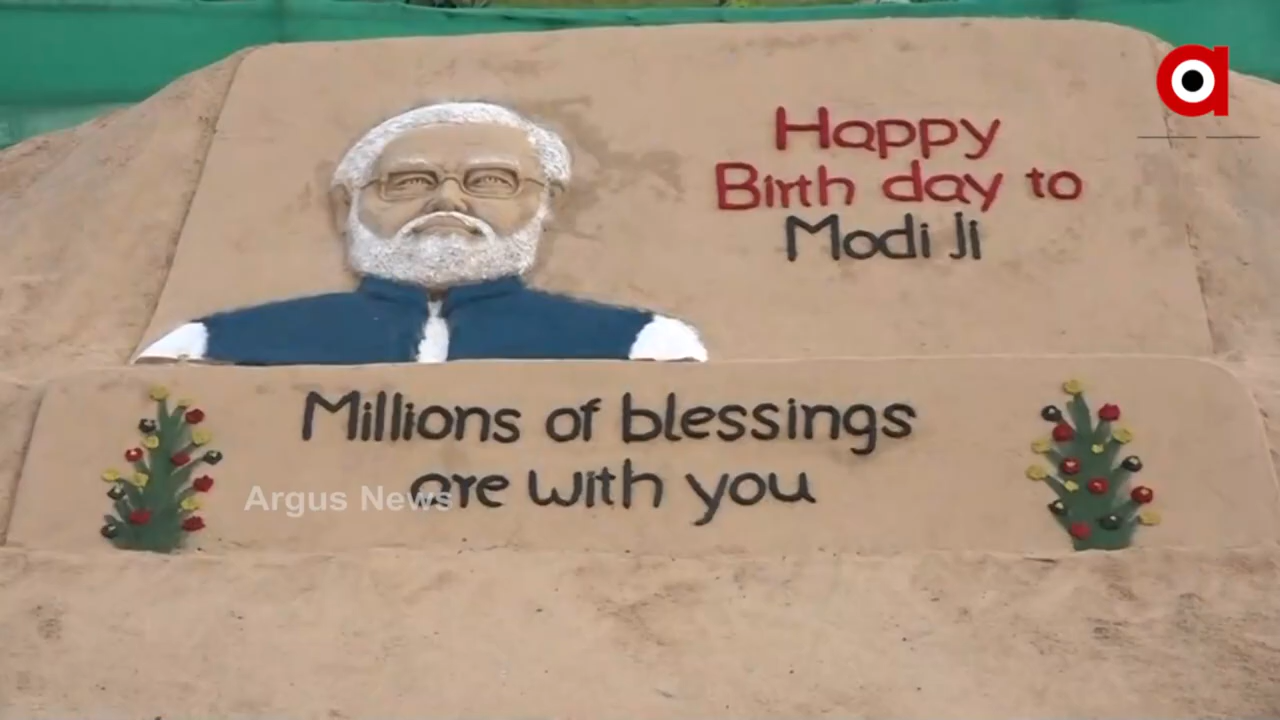 Happy
Birth day to
Modi Ji
Millions of blessings
are with you
Argus News